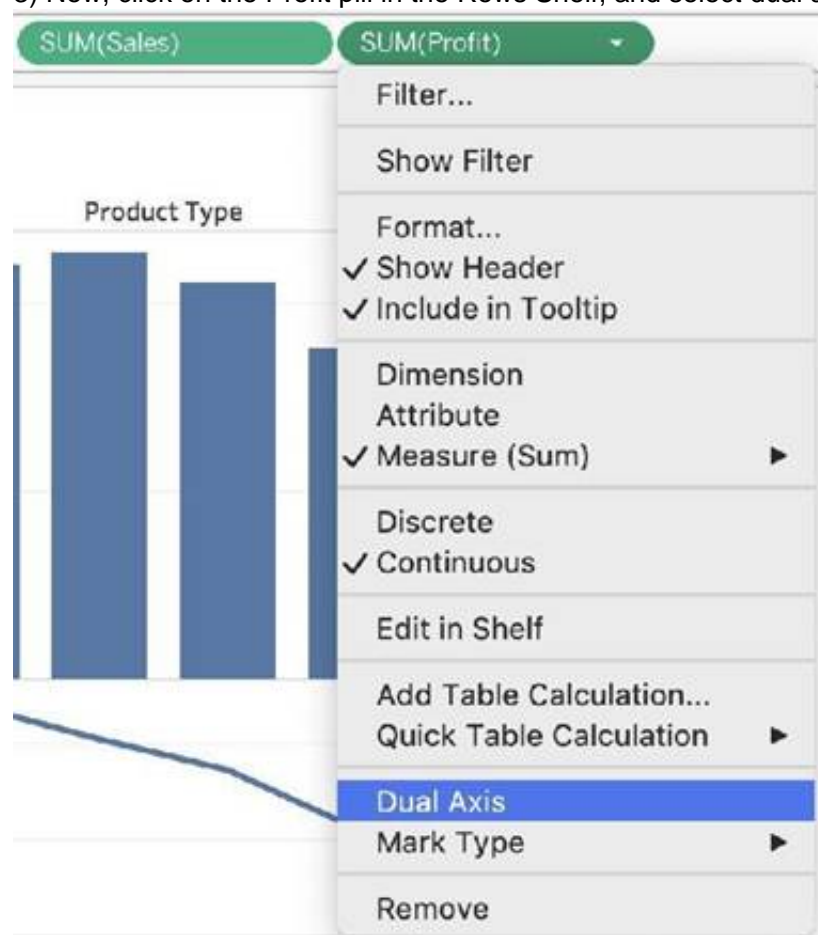 SUM(Sales) SUM(Profit)
Filter...
Show Filter
Product Type
Format...
✓ Show Header
✓ Include in Tooltip
Dimension
Attribute
✓ Measure (Sum)
Discrete
✓ Continuous
Edit in Shelf
Add Table Calculation...
Quick Table Calculation
Dual Axis
Mark Type
Remove